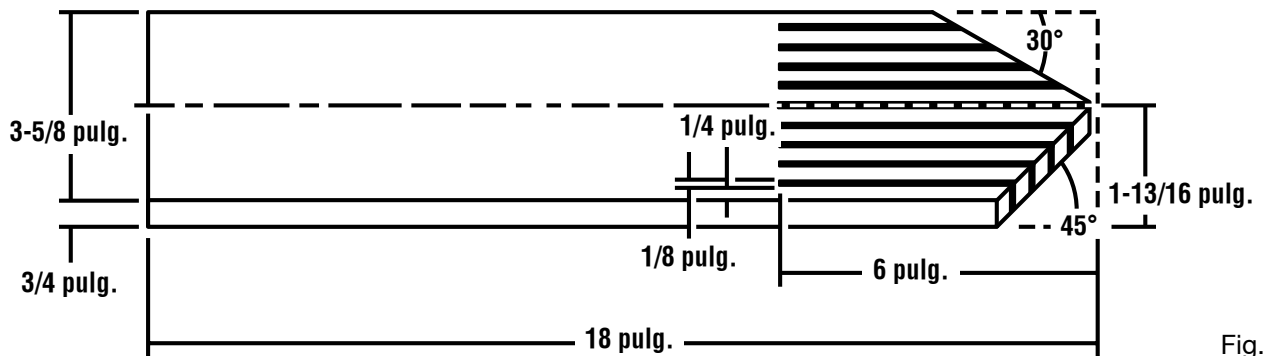 30°
3-5/8 pulg.
1/4 pulg.
1-13/16 pulg.
45°
1/8 pulg.
6 pulg.
3/4 pulg.
18 pulg.
Fig.